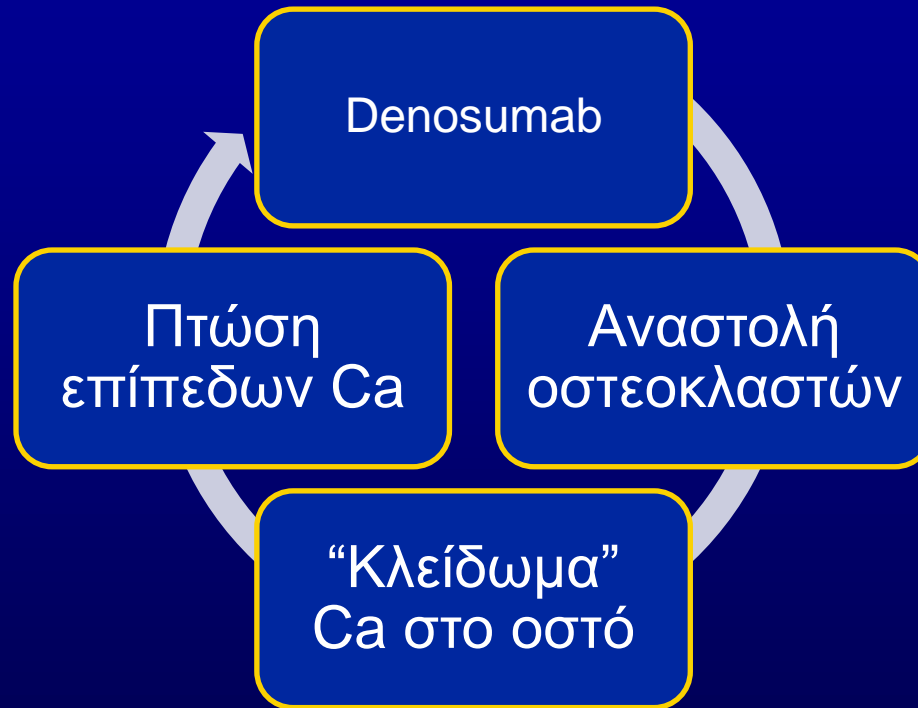 Denosumab
Αναστολή
οστεοκλαστών
“Κλείδωμα”
Ca στο οστό
Πτώση
επίπεδων Ca